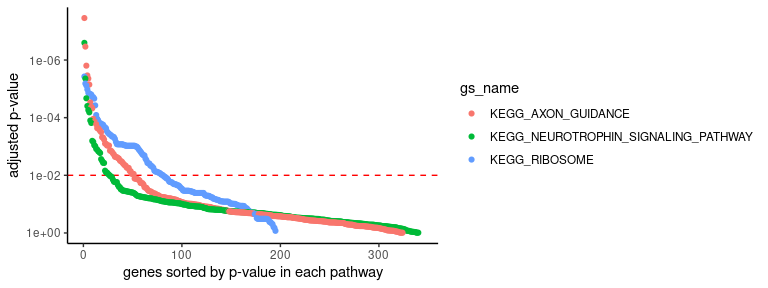 adjusted p-value
1e-06
1e-04
1e-02
1e+00
0
100
200
300
genes sorted by p-value in each pathway
gs_name
KEGG_AXON_GUIDANCE
KEGG_NEUROTROPHIN_SIGNALING_PATHWAY
KEGG_RIBOSOME